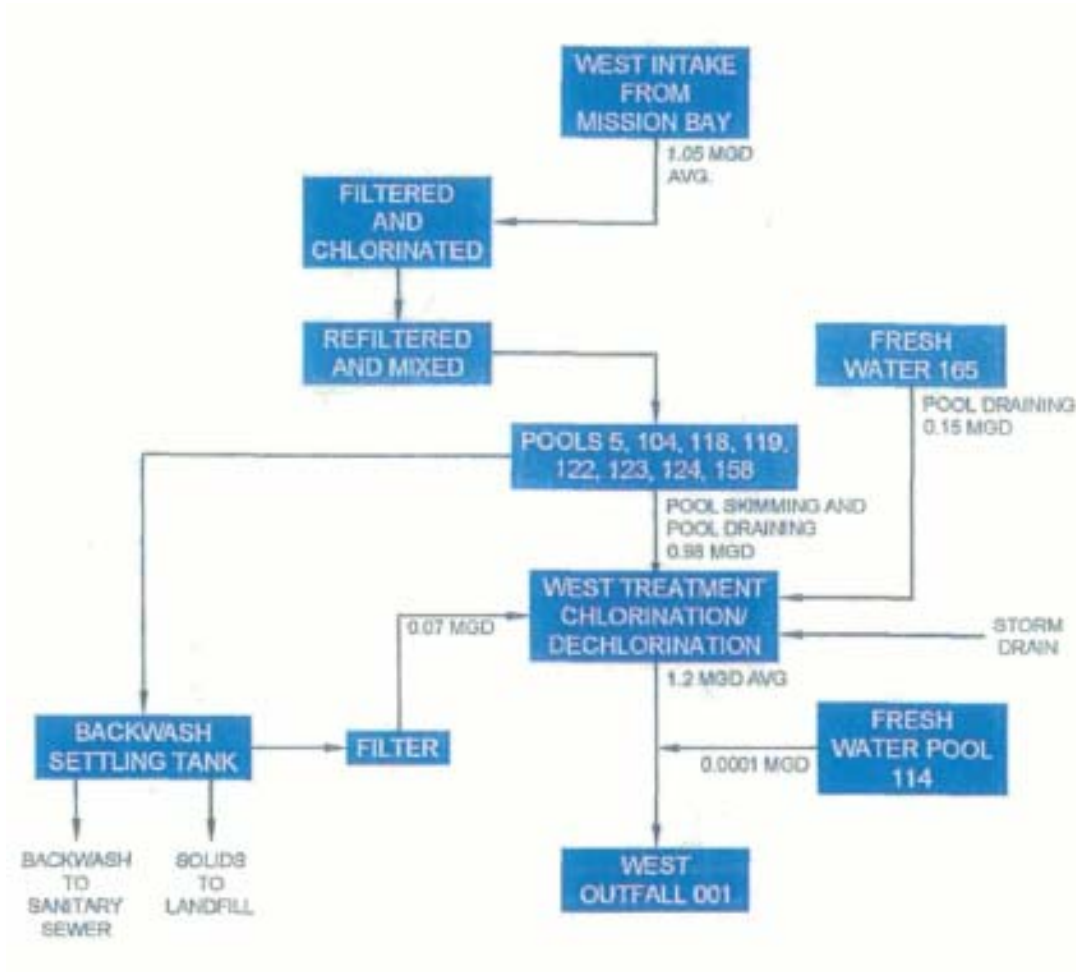 WEST INTAKE
FROM
MISSION BAY
1.05 MGD
AVG.
FILTERED
AND
CHLORINATED
REFILTERED
AND MIXED
FRESH
WATER 165
POOL DRAINING
0.15 MGD
POOLS 5, 104, 118, 119,
122, 123, 124, 158
POOL SKIMMING AND
POOL DRAINING
0.98 MGD
WEST TREATMENT
CHLORINATION/
DECHLORINATION
0.07 MGD
STORM
DRAIN
1.2 MGD AVG
BACKWASH
SETTLING TANK
FILTER
FRESH
WATER POOL
114
0.0001 MGD
BACKWASH
TO
SANITARY
SEWER
SOLIDS
TO
LANDFILL
WEST
OUTFALL 001